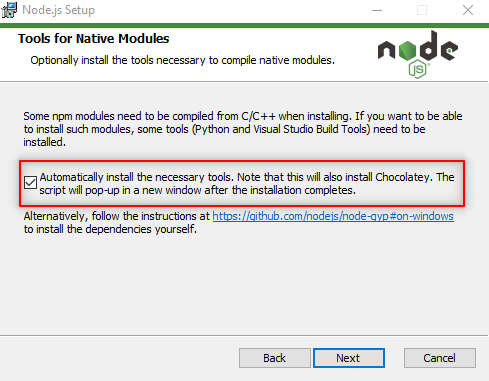 Node.js Setup
Tools for Native Modules
Optionally install the tools necessary to compile native modules.
node
JS
Some npm modules need to be compiled from C/C++ when installing. If you want to be able
to install such modules, some tools (Python and Visual Studio Build Tools) need to be
installed.
Automatically install the necessary tools. Note that this will also install Chocolatey. The
script will pop-up in a new window after the installation completes.
Alternatively, follow the instructions at https://github.com/nodejs/node-gyp#on-windows
to install the dependencies yourself.
Back Next Cancel